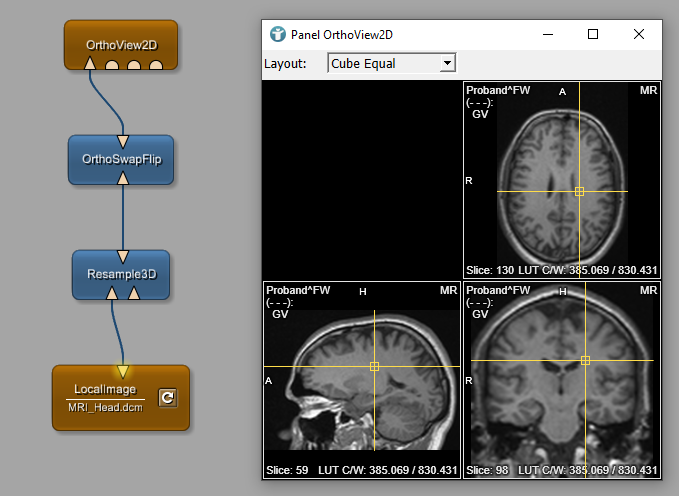 OrthoView2D
OrthoSwapFlip
Resample3D
LocalImage
MRI_Head.dcm
Panel OrthoView2D
Layout: Cube Equal
Proband^FW A MR
(- - -):
GV
R
Slice: 130 LUT C/W: 385.069 / 830.431
Proband^FW H MR
(- - -):
GV
A
Slice: 59 LUT C/W: 385.069 / 830.431
Proband^FW H MR
(- - -):
GV
R
Slice: 98 LUT C/W: 385.069 / 830.431